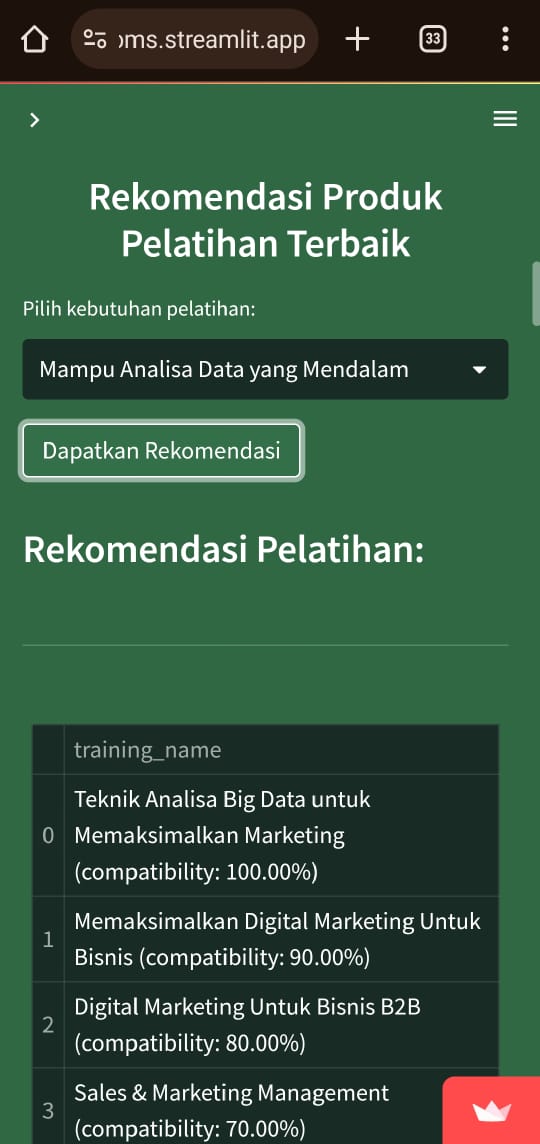 ɔms.streamlit.app
33
Rekomendasi Produk
Pelatihan Terbaik
Pilih kebutuhan pelatihan:
Mampu Analisa Data yang Mendalam
Dapatkan Rekomendasi
Rekomendasi Pelatihan:
training_name
0 Teknik Analisa Big Data untuk
Memaksimalkan Marketing
(compatibility: 100.00%)
1 Memaksimalkan Digital Marketing Untuk
Bisnis (compatibility: 90.00%)
2 Digital Marketing Untuk Bisnis B2B
(compatibility: 80.00%)
3 Sales & Marketing Management
(compatibility: 70.00%)